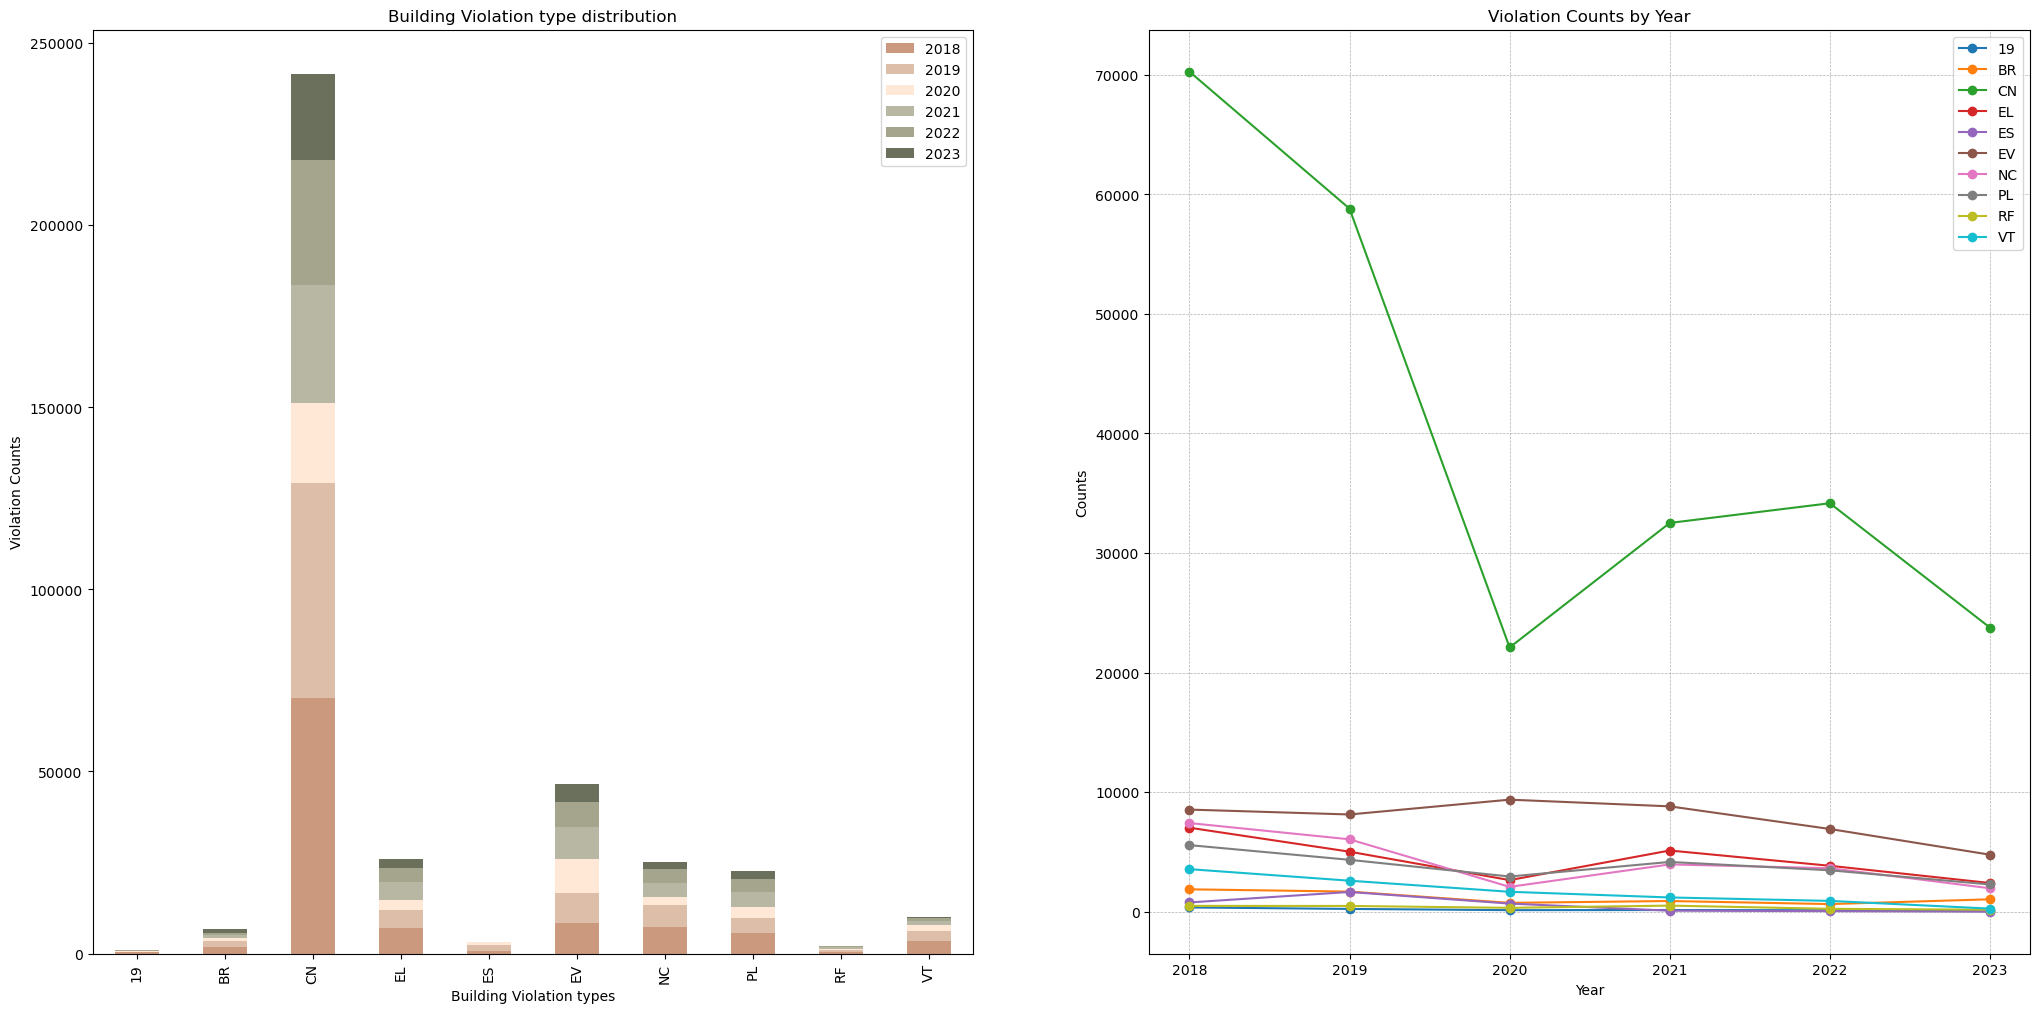 Building Violation type distribution
250000
200000
150000
100000
50000
0
Violation Counts
2018
2019
2020
2021
2022
2023
19
BR
CN
EL
ES
EV
NC
PL
RF
VT
Building Violation types
Violation Counts by Year
70000
60000
50000
40000
30000
20000
10000
0
Counts
19
BR
CN
EL
ES
EV
NC
PL
RF
VT
2018
2019
2020
2021
2022
2023
Year